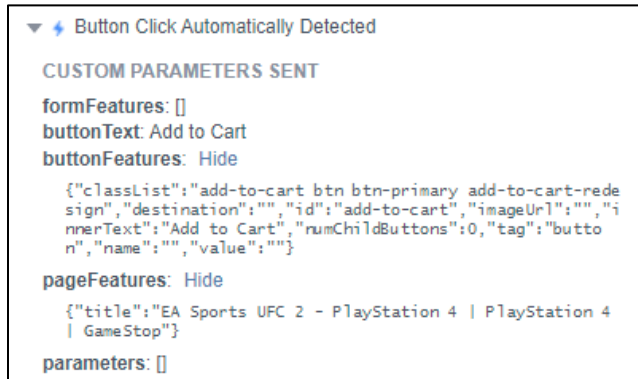 Button Click Automatically Detected
CUSTOM PARAMETERS SENT
formFeatures: []
buttonText: Add to Cart
buttonFeatures: Hide
{"classList":"add-to-cart btn btn-primary add-to-cart-rede
sign","destination":"","id":"add-to-cart","imageUrl":"","i
nnerText":"Add to Cart","numChildButtons":0,"tag":"butto
n","name":"","value":""}
pageFeatures: Hide
{"title":"EA Sports UFC 2 - PlayStation 4 | PlayStation 4
| GameStop"}
parameters: []